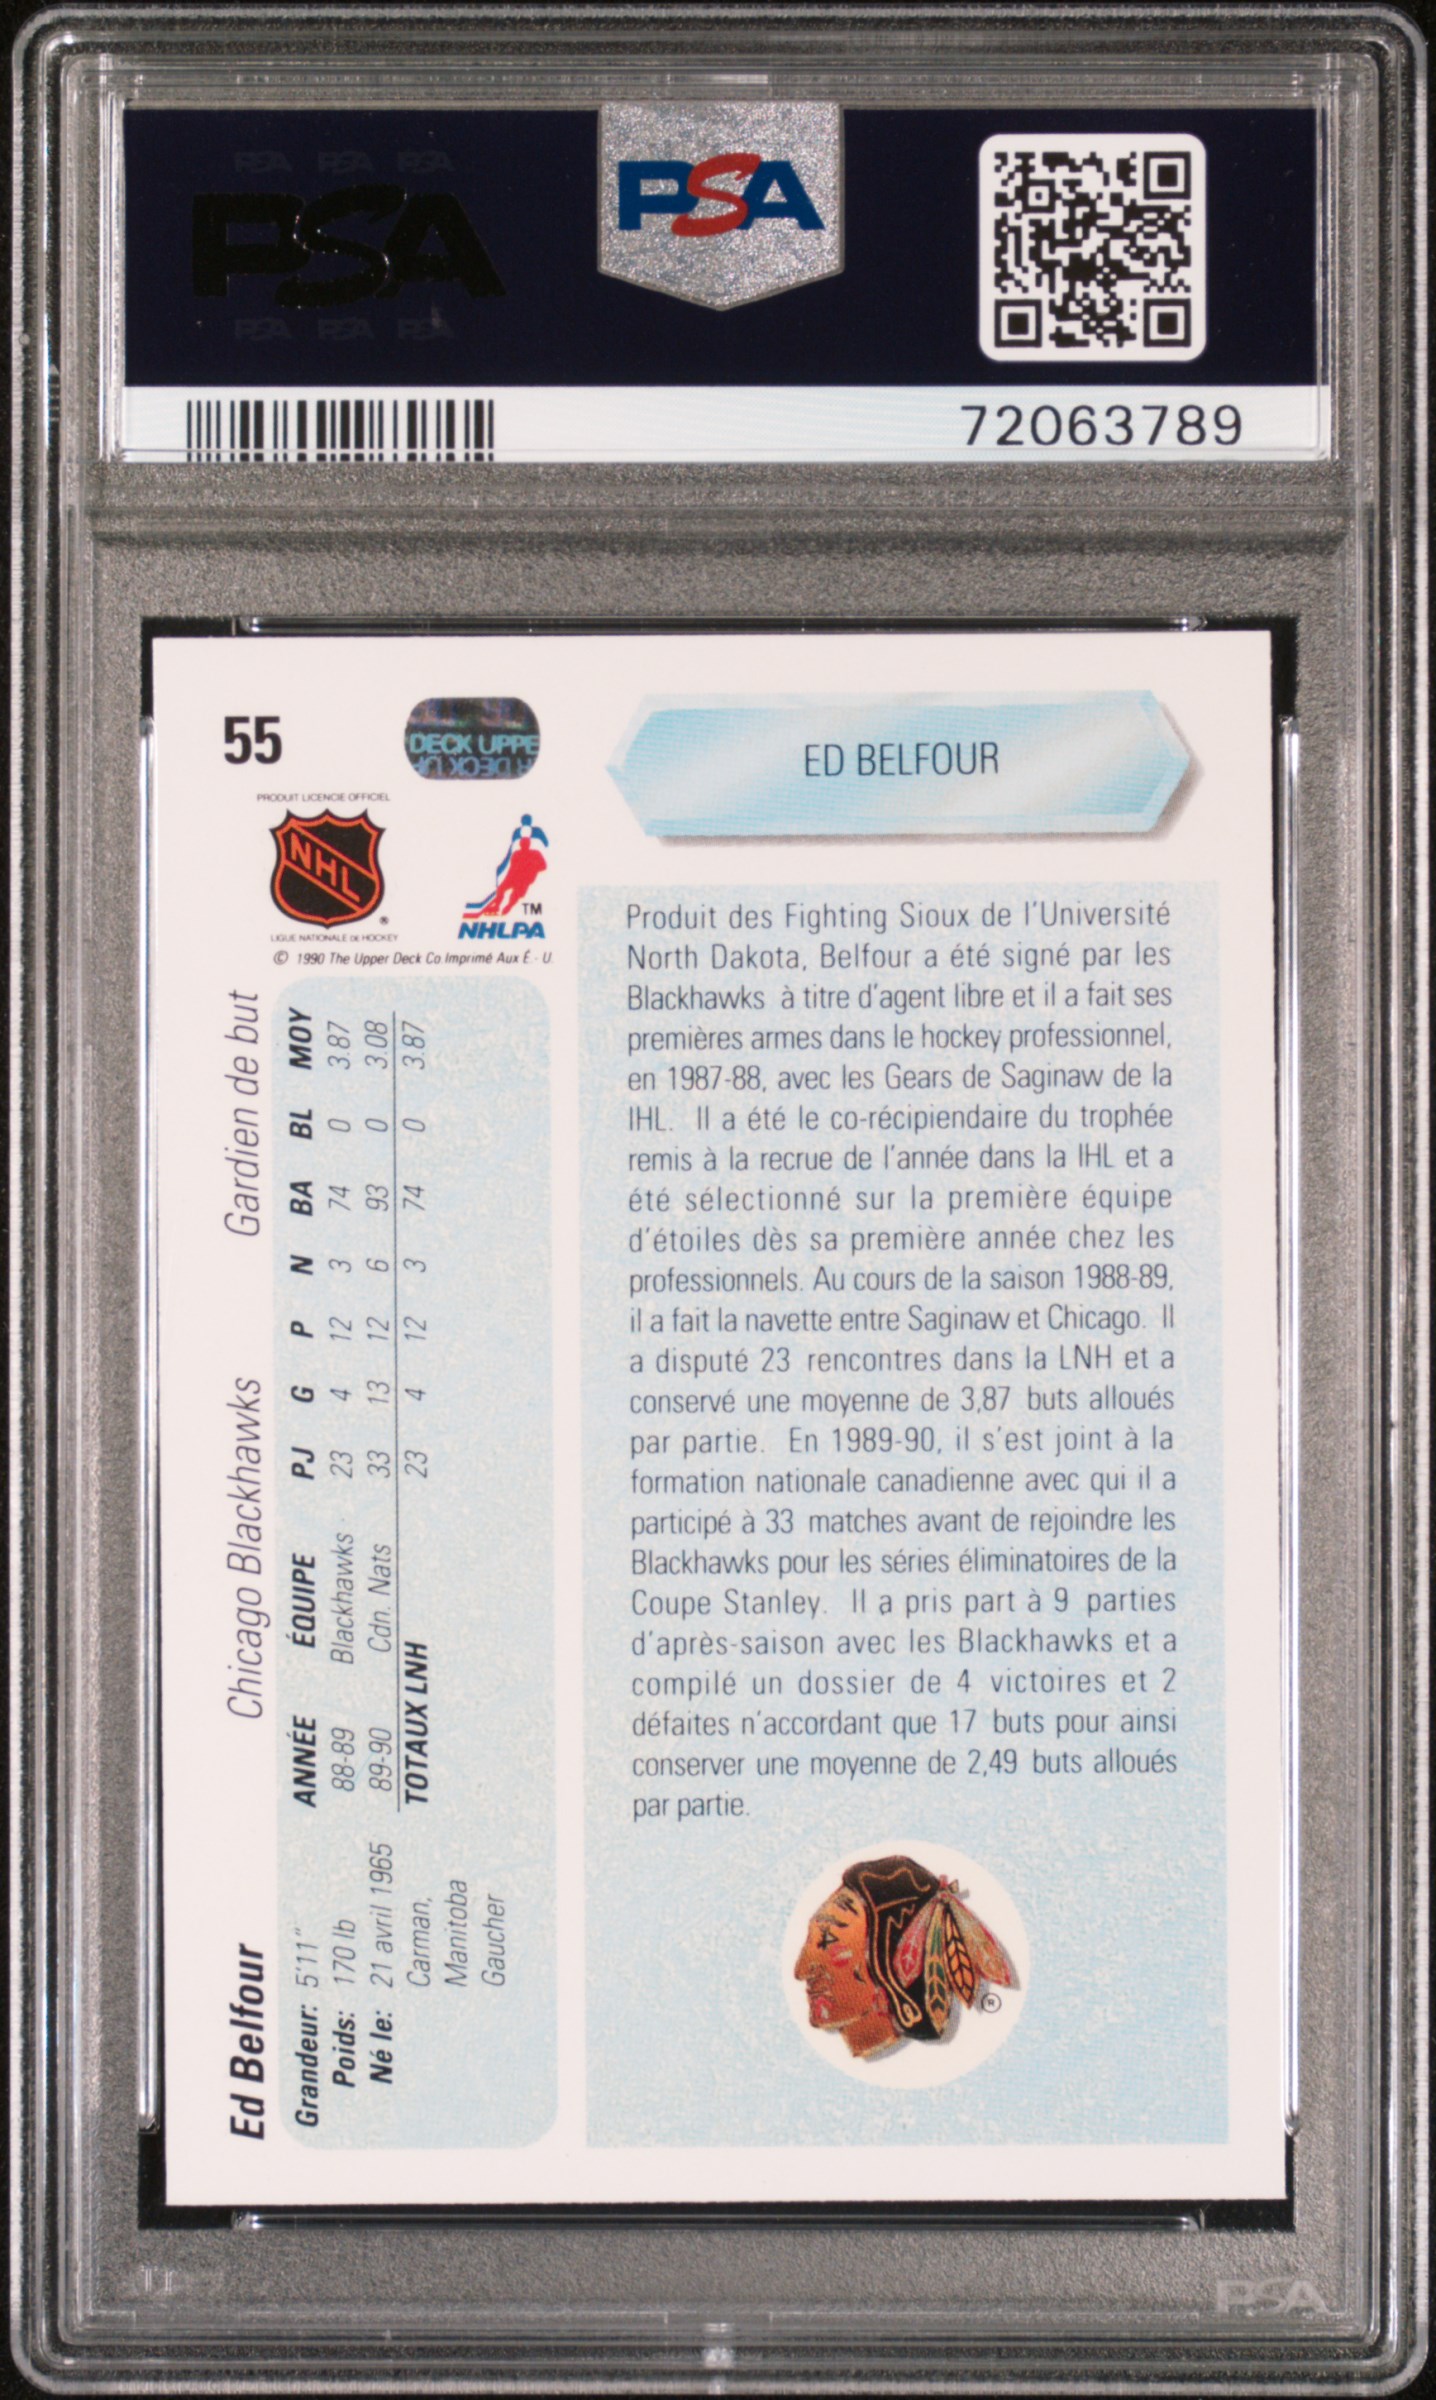 PSA PSA PSA
PSA
PSA PSA PSA
PSA
72063789
55
DECK UPPE
PRODUIT LICENCIE OFFICIEL
NHL
®
LIGUE NATIONALE DE HOCKEY
TM
NHLPA
© 1990 The Upper Deck Co. Imprimé Aux É.-U.
Ed Belfour Chicago Blackhawks Gardien de but
Grandeur: 5'11"
Poids: 170 lb
Né le: 21 avril 1965
Carman,
Manitoba
Gaucher
ANNÉE ÉQUIPE PJ G P N BA BL MOY
88-89 Blackhawks 23 4 12 3 74 0 3.87
89-90 Cdn. Nats 33 13 12 6 93 0 3.08
TOTAUX LNH 23 4 12 3 74 0 3.87
ED BELFOUR
Produit des Fighting Sioux de l'Université
North Dakota, Belfour a été signé par les
Blackhawks à titre d'agent libre et il a fait ses
premières armes dans le hockey professionnel,
en 1987-88, avec les Gears de Saginaw de la
IHL. Il a été le co-récipiendaire du trophée
remis à la recrue de l'année dans la IHL et a
été sélectionné sur la première équipe
d'étoiles dès sa première année chez les
professionnels. Au cours de la saison 1988-89,
il a fait la navette entre Saginaw et Chicago. Il
a disputé 23 rencontres dans la LNH et a
conservé une moyenne de 3,87 buts alloués
par partie. En 1989-90, il s'est joint à la
formation nationale canadienne avec qui il a
participé à 33 matches avant de rejoindre les
Blackhawks pour les séries éliminatoires de la
Coupe Stanley. Il a pris part à 9 parties
d'après-saison avec les Blackhawks et a
compilé un dossier de 4 victoires et 2
défaites n'accordant que 17 buts pour ainsi
conserver une moyenne de 2,49 buts alloués
par partie.
®
PSA